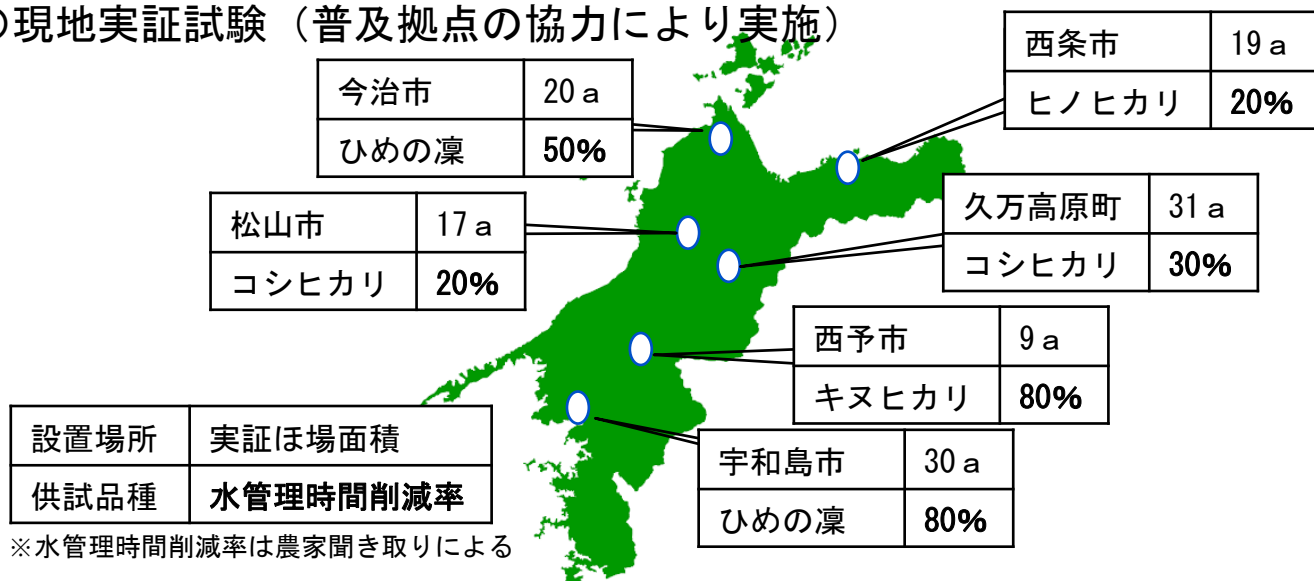 の現地実証試験（普及拠点の協力により実施）
西条市 19ａ
ヒノヒカリ 20%
今治市 20ａ
ひめの凜 50%
松山市 17ａ
コシヒカリ 20%
久万高原町 31ａ
コシヒカリ 30%
西予市 9ａ
キヌヒカリ 80%
宇和島市 30ａ
ひめの凜 80%
設置場所 実証ほ場面積
供試品種 水管理時間削減率
※水管理時間削減率は農家聞き取りによる